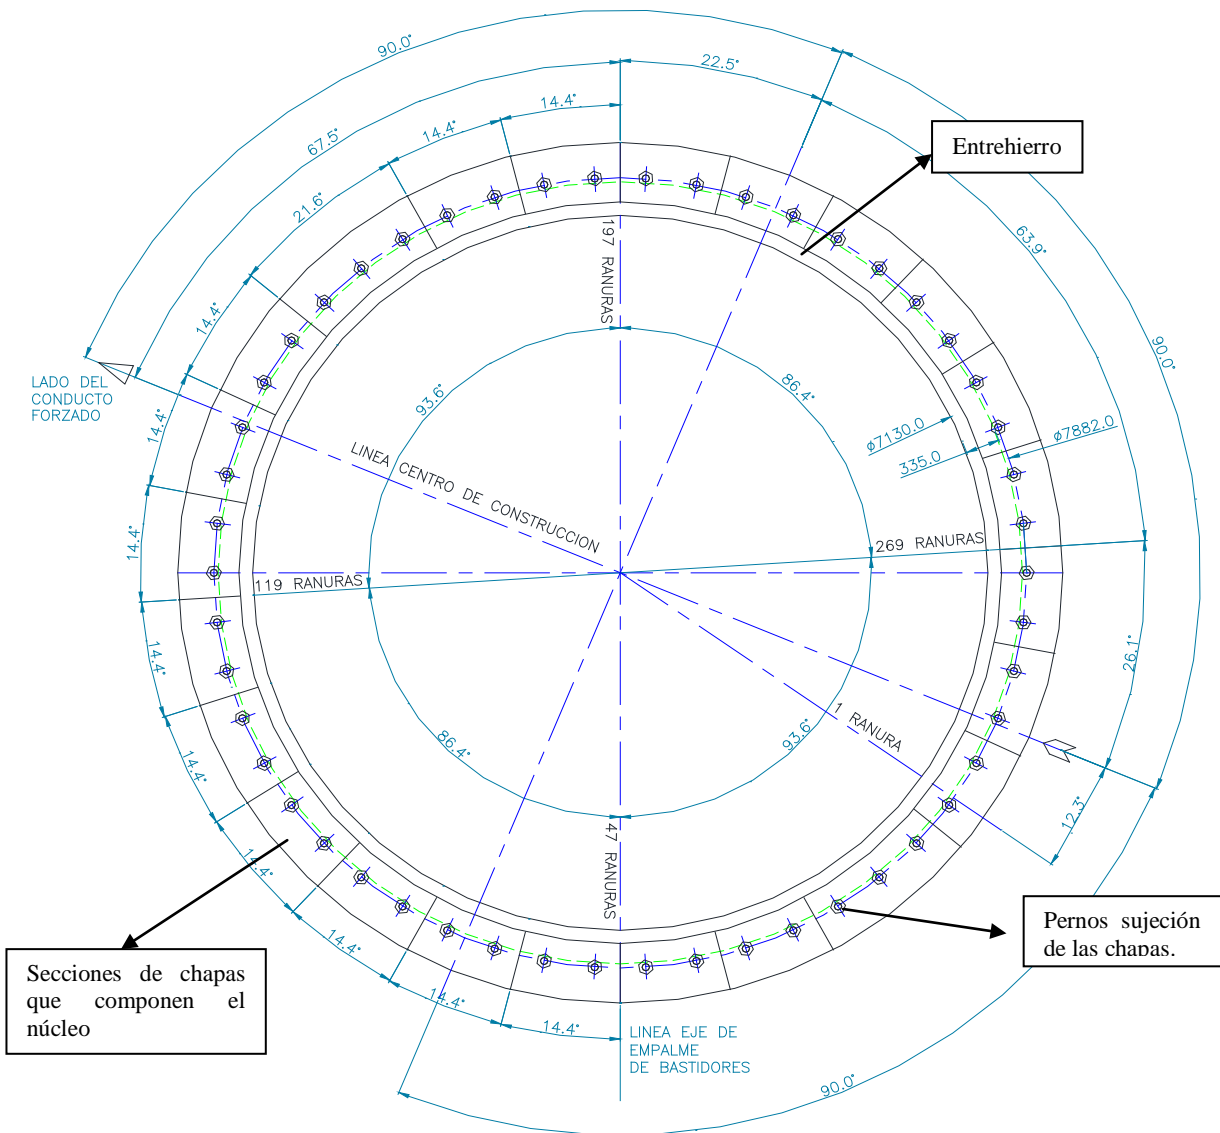 90.0°
22.5°
67.5°
14.4°
14.4°
21.6°
Entrehierro
63.9°
197 RANURAS
14.4°
90.0°
LADO DEL
CONDUCTO
FORZADO
93.6°
86.4°
14.4°
ø7130.0
ø7882.0
335.0
LINEA CENTRO DE CONSTRUCCION
14.4°
269 RANURAS
119 RANURAS
26.1°
14.4°
1 RANURA
86.4°
93.6°
14.4°
12.3°
47 RANURAS
14.4°
Pernos sujeción
de las chapas.
14.4°
Secciones de chapas
que componen el
núcleo
14.4°
14.4°
LINEA EJE DE
EMPALME
DE BASTIDORES
90.0°